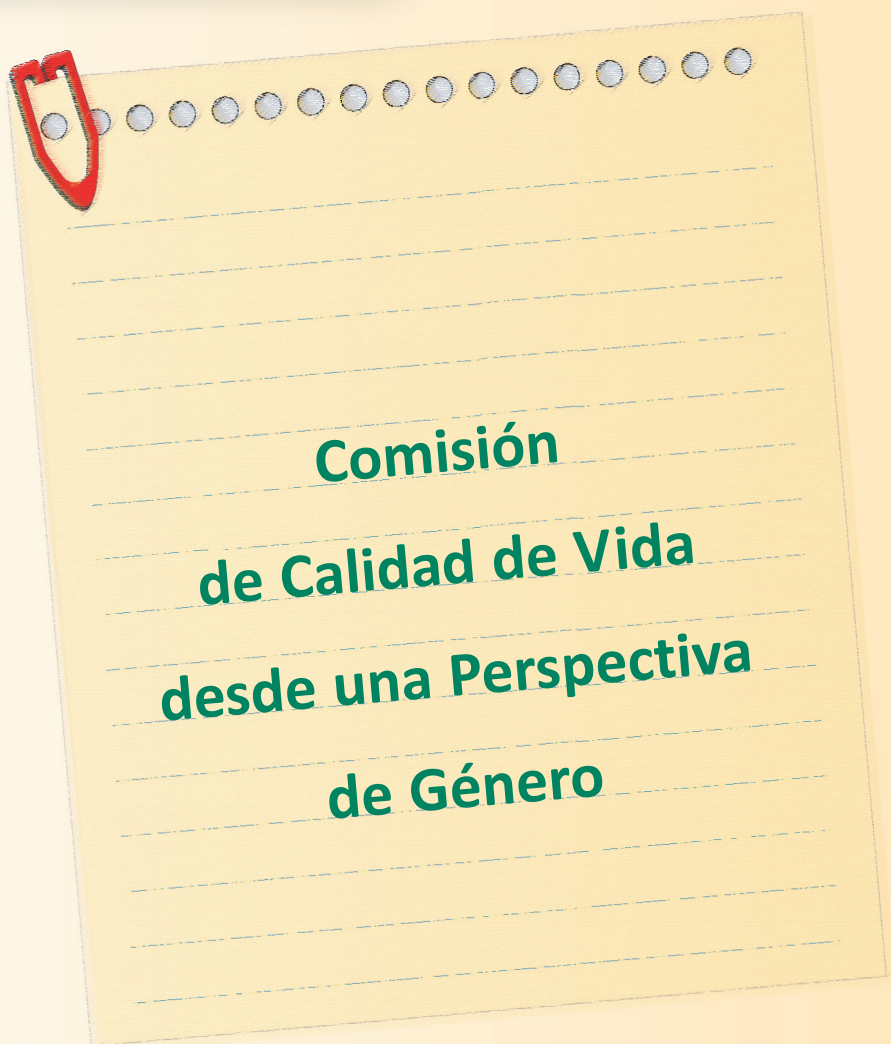 Comisión
de Calidad de Vida
desde una Perspectiva
de Género